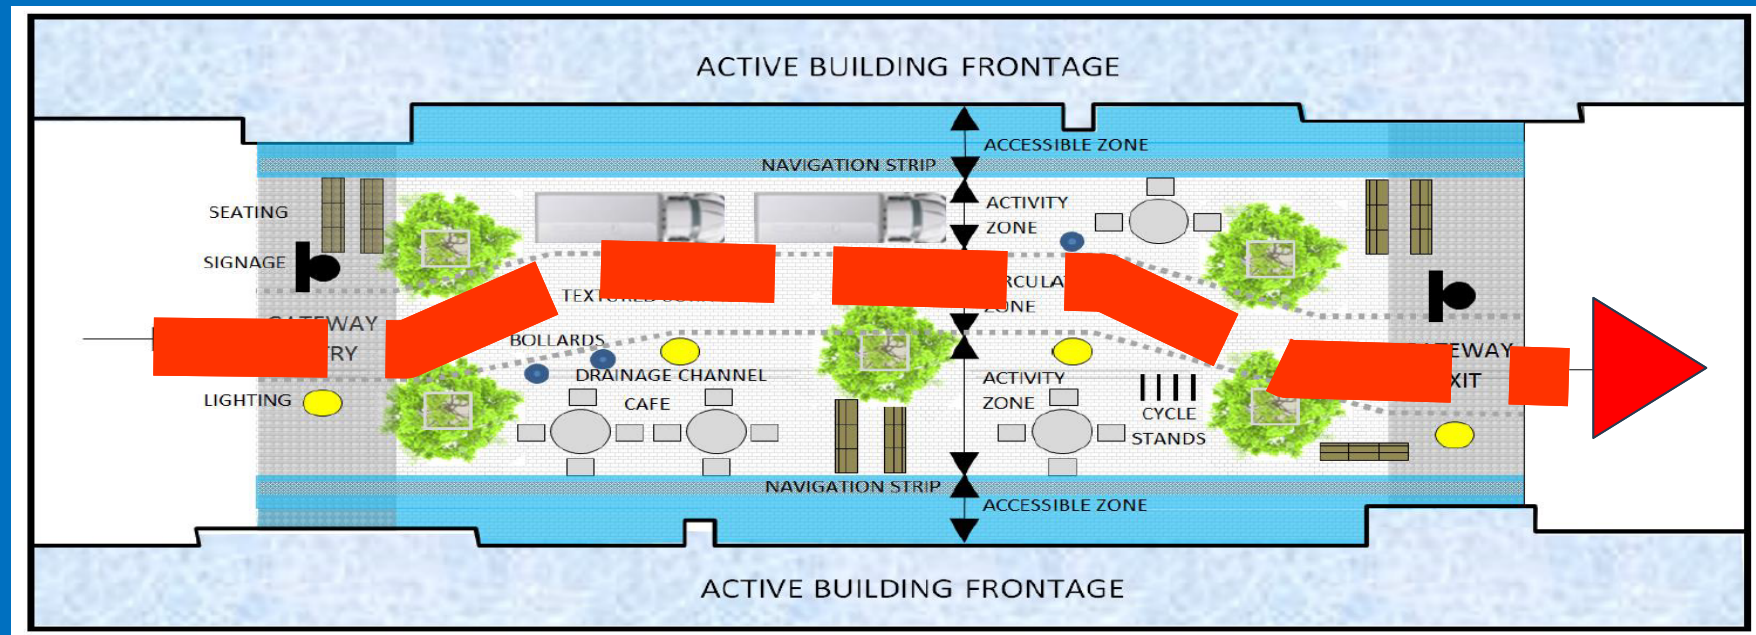 ACTIVE BUILDING FRONTAGE
ACCESSIBLE ZONE
NAVIGATION STRIP
SEATING
ACTIVITY
ZONE
SIGNAGE
ZONE
GATEWAY
BOLLARDS
DRAINAGE CHANNEL
ACTIVITY
ZONE
LIGHTING
CAFE
CYCLE
STANDS
NAVIGATION STRIP
ACCESSIBLE ZONE
ACTIVE BUILDING FRONTAGE